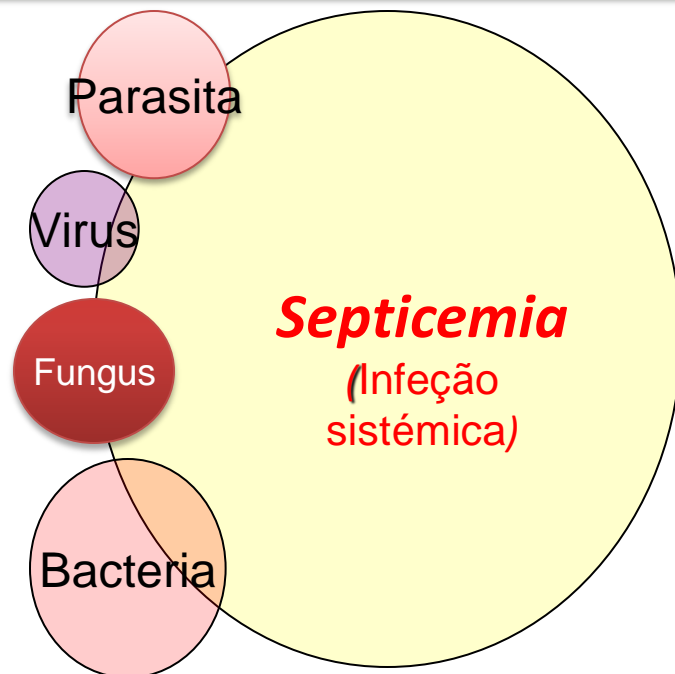 Parasita
Virus
Fungus
Bacteria
Septicemia
(Infeção
sistémica)